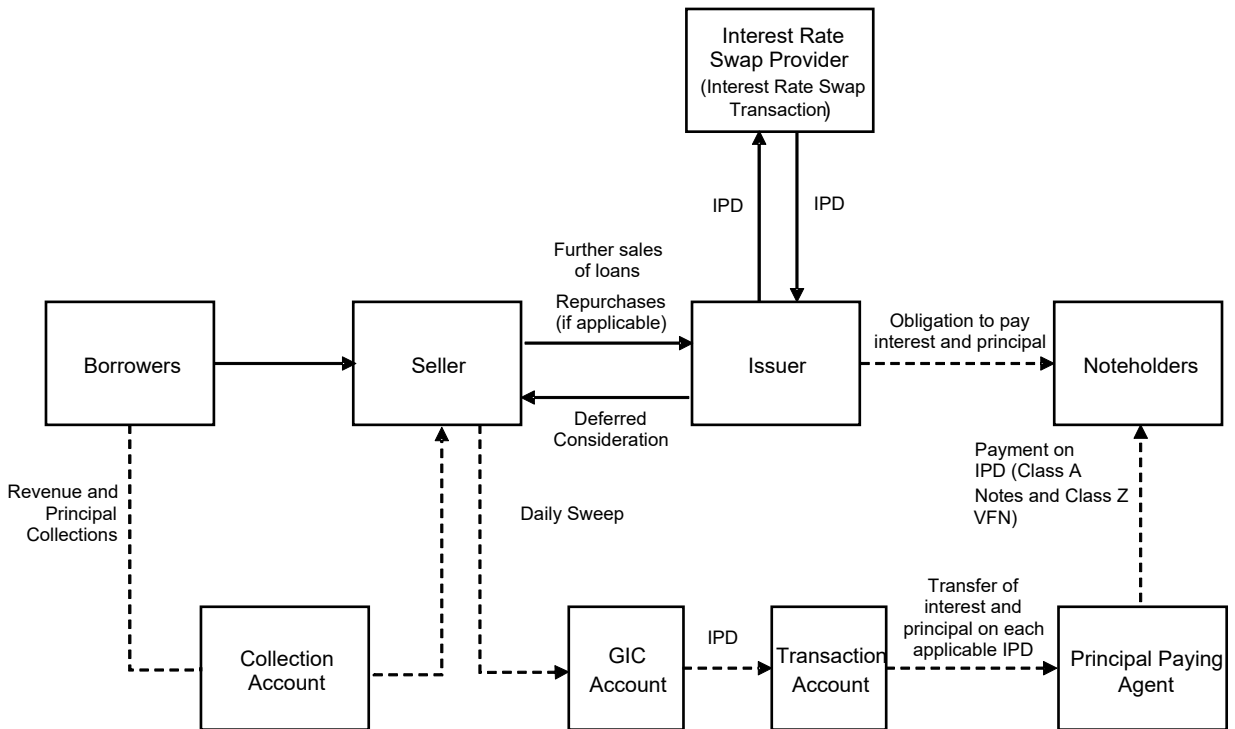 Interest Rate
Swap Provider
(Interest Rate Swap
Transaction)
IPD
IPD
Further sales
of loans
Repurchases
(if applicable)
Obligation to pay
interest and principal
Borrowers
Seller
Issuer
Noteholders
Deferred
Consideration
Payment on
IPD (Class A
Notes and Class Z
VFN)
Revenue and
Principal
Collections
Daily Sweep
Transfer of
interest and
principal on each
applicable IPD
IPD
Collection
Account
GIC
Account
Transaction
Account
Principal Paying
Agent